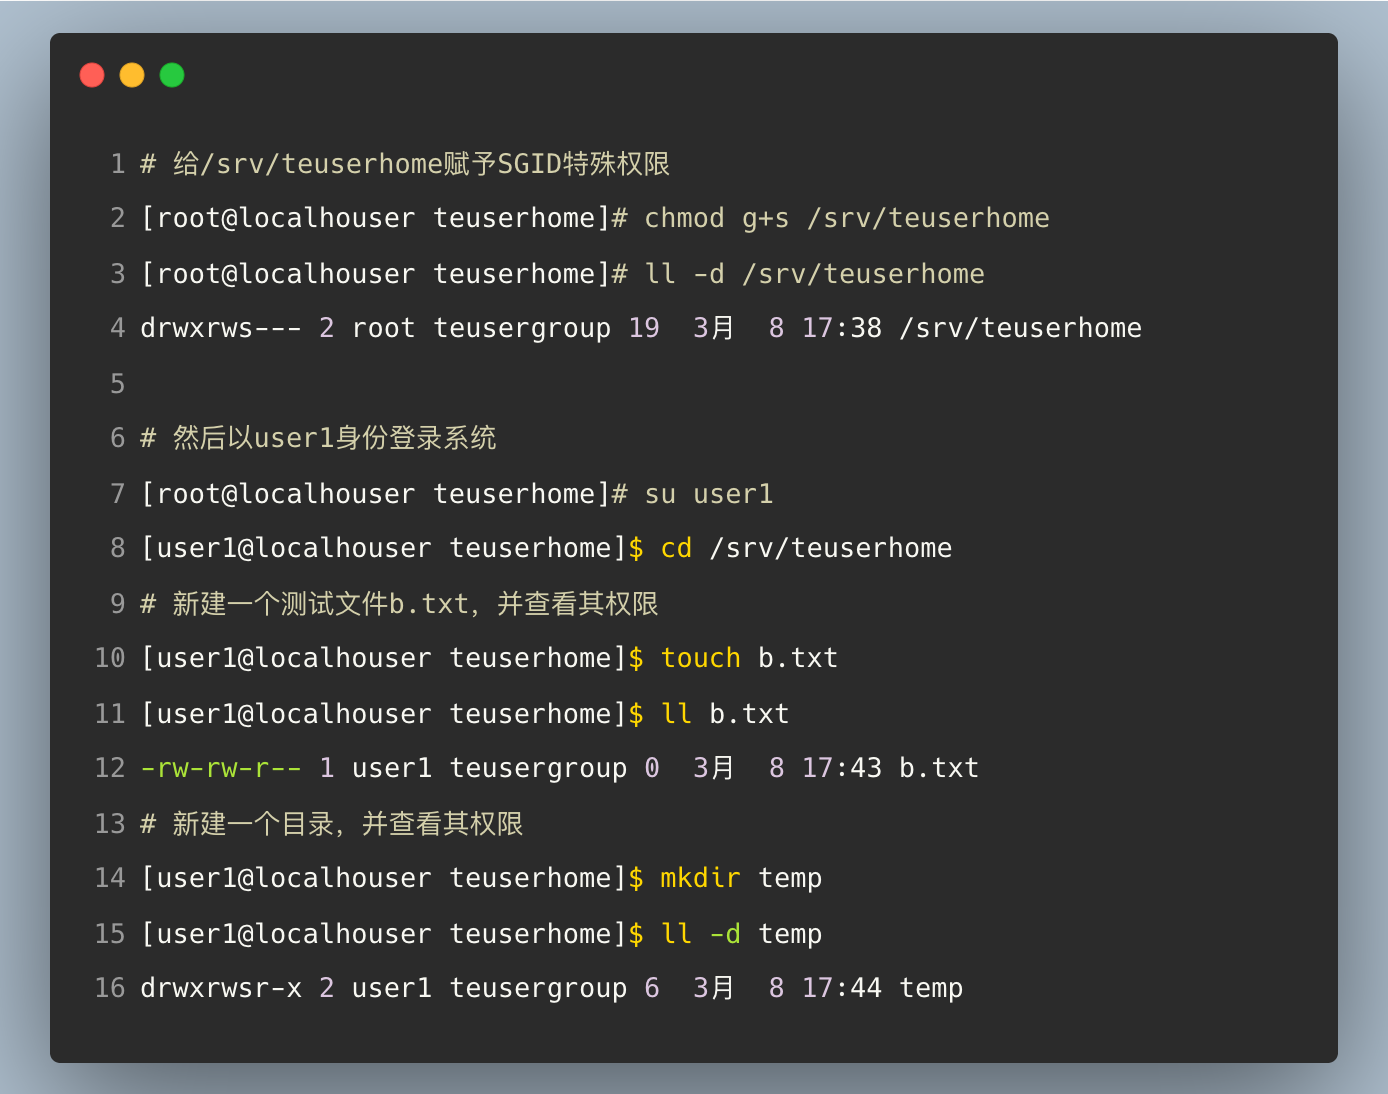 1 # 给/srv/teuserhome赋予SGID特殊权限
2 [root@localhouser teuserhome]# chmod g+s /srv/teuserhome
3 [root@localhouser teuserhome]# ll -d /srv/teuserhome
4 drwxrws--- 2 root teusergroup 19  3月  8 17:38 /srv/teuserhome
5
6 # 然后以user1身份登录系统
7 [root@localhouser teuserhome]# su user1
8 [user1@localhouser teuserhome]$ cd /srv/teuserhome
9 # 新建一个测试文件b.txt，并查看其权限
10 [user1@localhouser teuserhome]$ touch b.txt
11 [user1@localhouser teuserhome]$ ll b.txt
12 -rw-rw-r-- 1 user1 teusergroup 0  3月  8 17:43 b.txt
13 # 新建一个目录，并查看其权限
14 [user1@localhouser teuserhome]$ mkdir temp
15 [user1@localhouser teuserhome]$ ll -d temp
16 drwxrwsr-x 2 user1 teusergroup 6  3月  8 17:44 temp